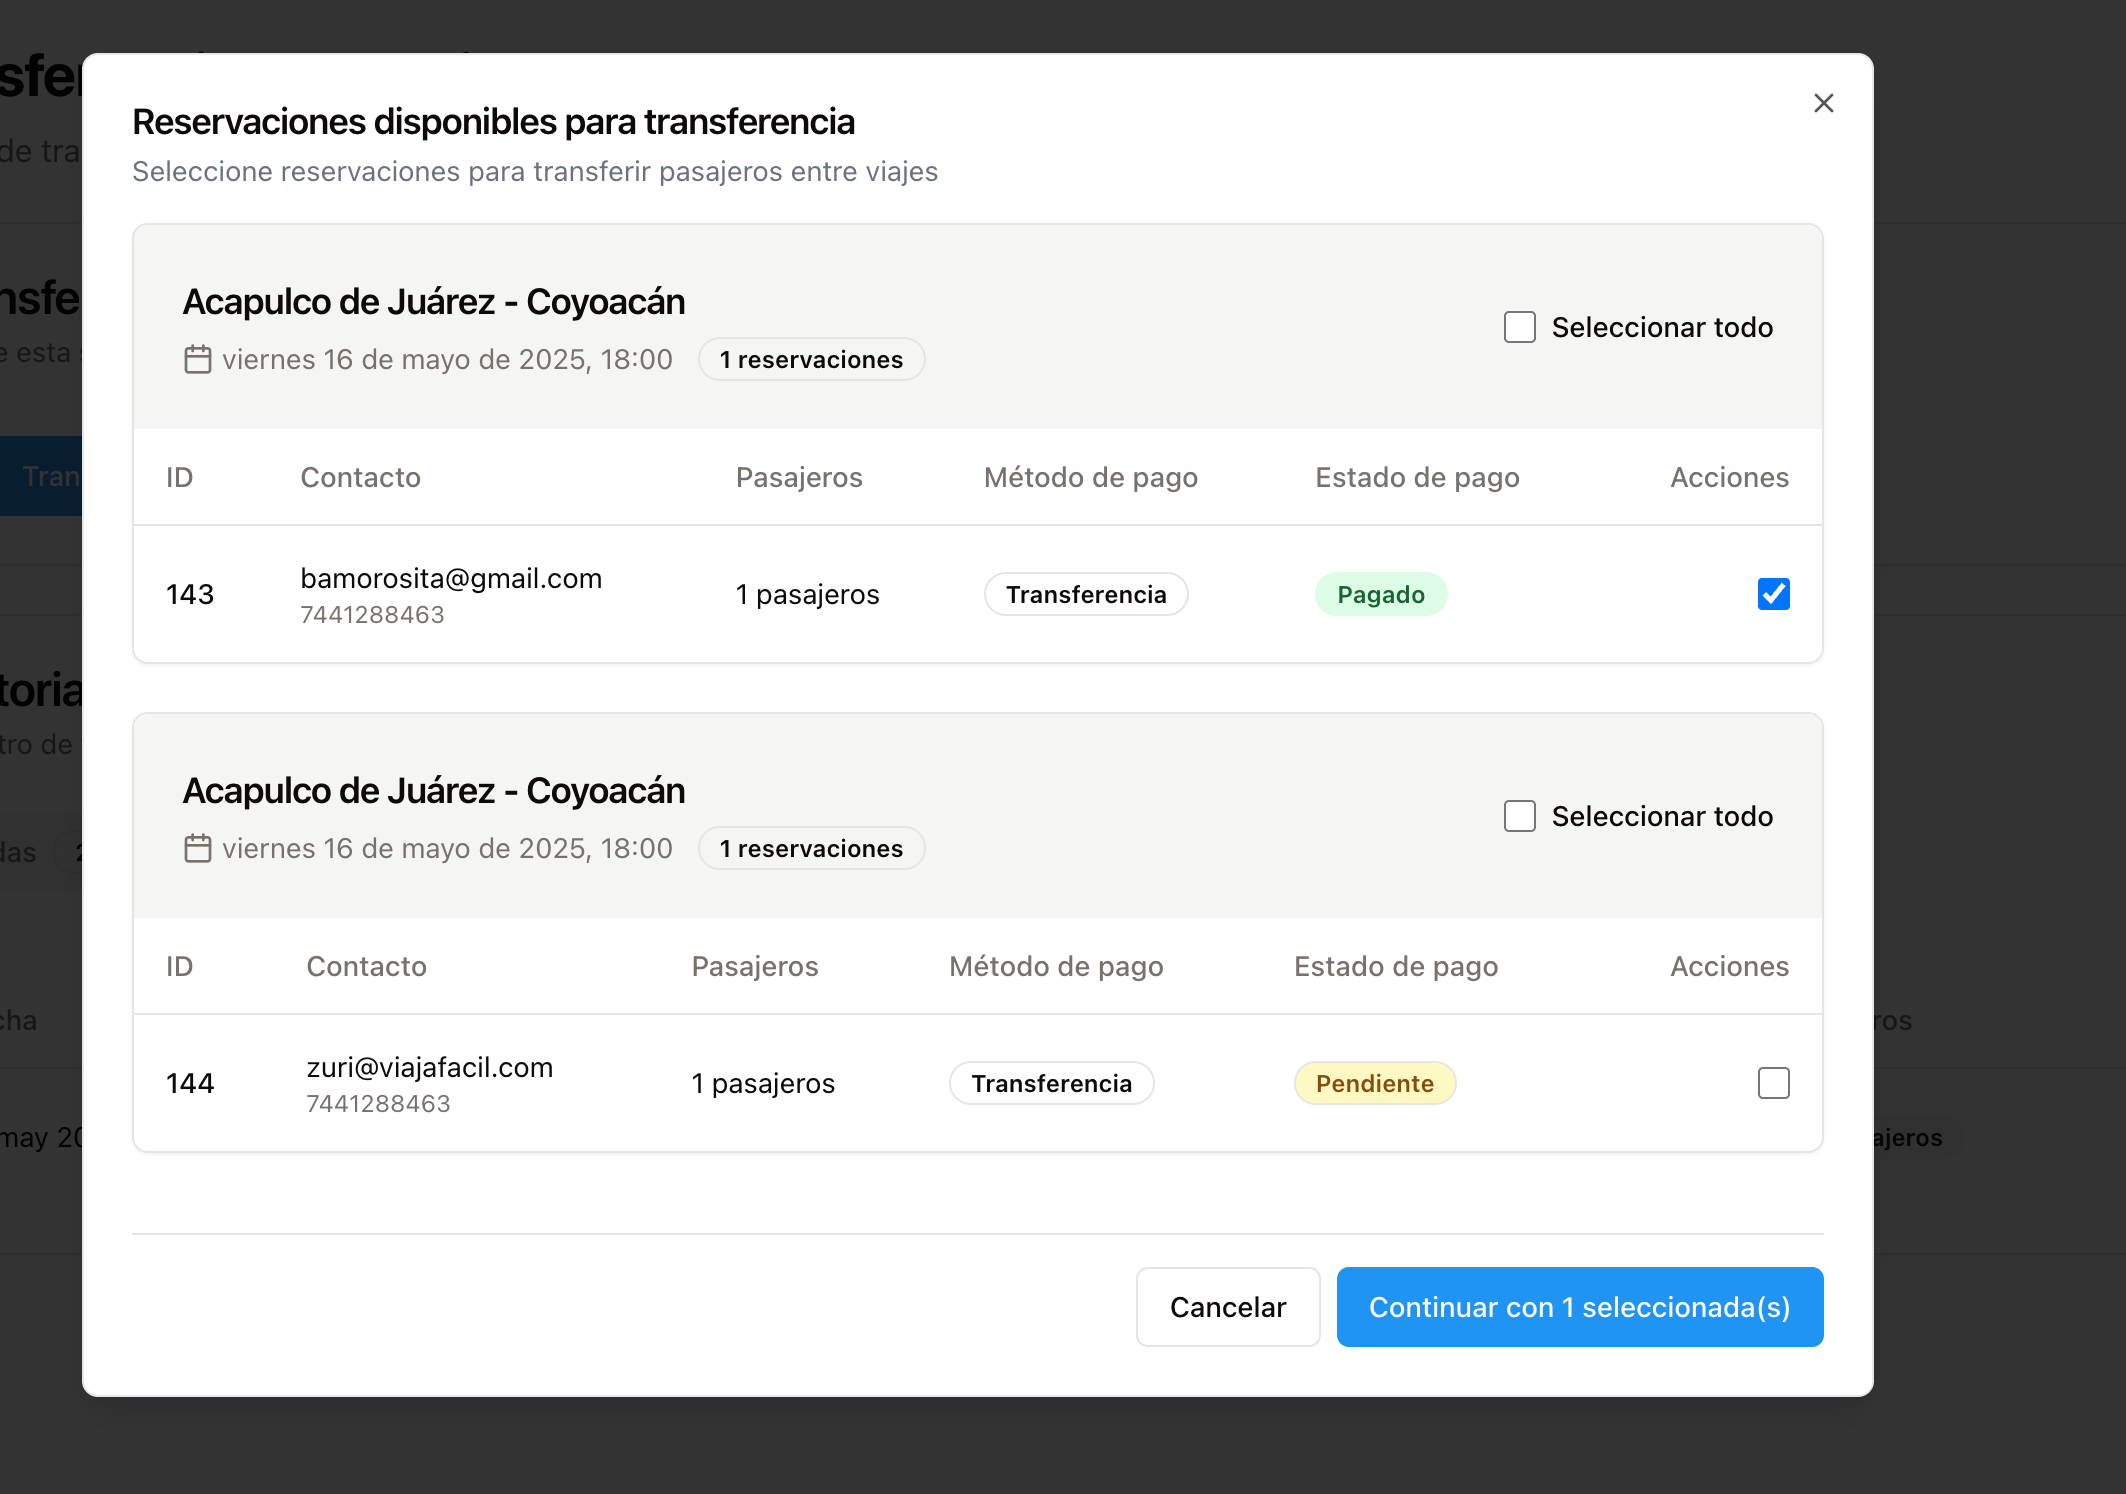 Reservaciones disponibles para transferencia
Seleccione reservaciones para transferir pasajeros entre viajes
Acapulco de Juárez - Coyoacán
viernes 16 de mayo de 2025, 18:00 1 reservaciones
Seleccionar todo
ID Contacto Pasajeros Método de pago Estado de pago Acciones
143 bamorosita@gmail.com 1 pasajeros Transferencia Pagado
7441288463
Acapulco de Juárez - Coyoacán
viernes 16 de mayo de 2025, 18:00 1 reservaciones
Seleccionar todo
ID Contacto Pasajeros Método de pago Estado de pago Acciones
144 zuri@viajafacil.com 1 pasajeros Transferencia Pendiente
7441288463
Cancelar Continuar con 1 seleccionada(s)